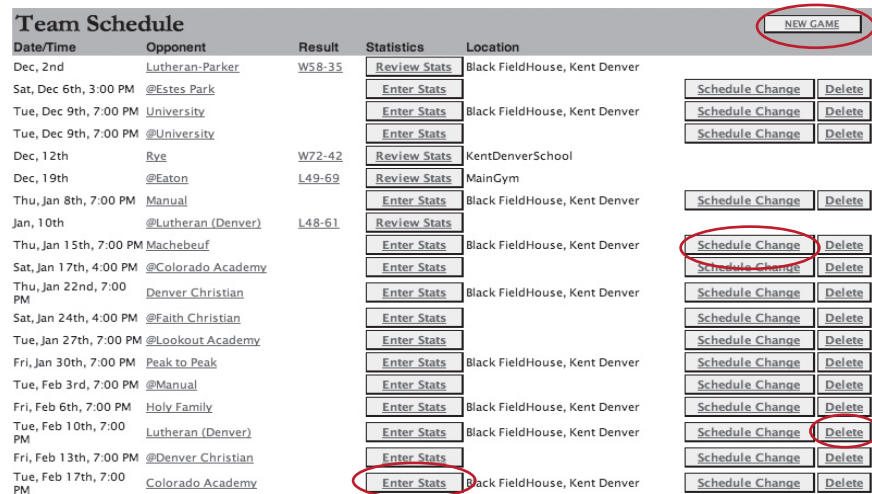 Team Schedule NEW GAME
Date/Time Opponent Result Statistics Location
Dec, 2nd Lutheran-Parker W58-35 Review Stats Black FieldHouse, Kent Denver
Sat, Dec 6th, 3:00 PM @Estes Park Enter Stats Schedule Change Delete
Tue, Dec 9th, 7:00 PM University Enter Stats Black FieldHouse, Kent Denver Schedule Change Delete
Tue, Dec 9th, 7:00 PM @University Enter Stats Schedule Change Delete
Dec, 12th Rye W72-42 Review Stats KentDenverSchool
Dec, 19th @Eaton L49-69 Review Stats MainGym
Thu, Jan 8th, 7:00 PM Manual Enter Stats Black FieldHouse, Kent Denver Schedule Change Delete
Jan, 10th @Lutheran (Denver) L48-61 Review Stats
Thu, Jan 15th, 7:00 PM Machebeuf Enter Stats Black FieldHouse, Kent Denver Schedule Change Delete
Sat, Jan 17th, 4:00 PM @Colorado Academy Enter Stats Schedule Change Delete
Thu, Jan 22nd, 7:00
PM Denver Christian Enter Stats Black FieldHouse, Kent Denver Schedule Change Delete
Sat, Jan 24th, 4:00 PM @Faith Christian Enter Stats Schedule Change Delete
Tue, Jan 27th, 7:00 PM @Lookout Academy Enter Stats Schedule Change Delete
Fri, Jan 30th, 7:00 PM Peak to Peak Enter Stats Black FieldHouse, Kent Denver Schedule Change Delete
Tue, Feb 3rd, 7:00 PM @Manual Enter Stats Schedule Change Delete
Fri, Feb 6th, 7:00 PM Holy Family Enter Stats Black FieldHouse, Kent Denver Schedule Change Delete
Tue, Feb 10th, 7:00
PM Lutheran (Denver) Enter Stats Black FieldHouse, Kent Denver Schedule Change Delete
Fri, Feb 13th, 7:00 PM @Denver Christian Enter Stats Schedule Change Delete
Tue, Feb 17th, 7:00
PM Colorado Academy Enter Stats Black FieldHouse, Kent Denver Schedule Change Delete